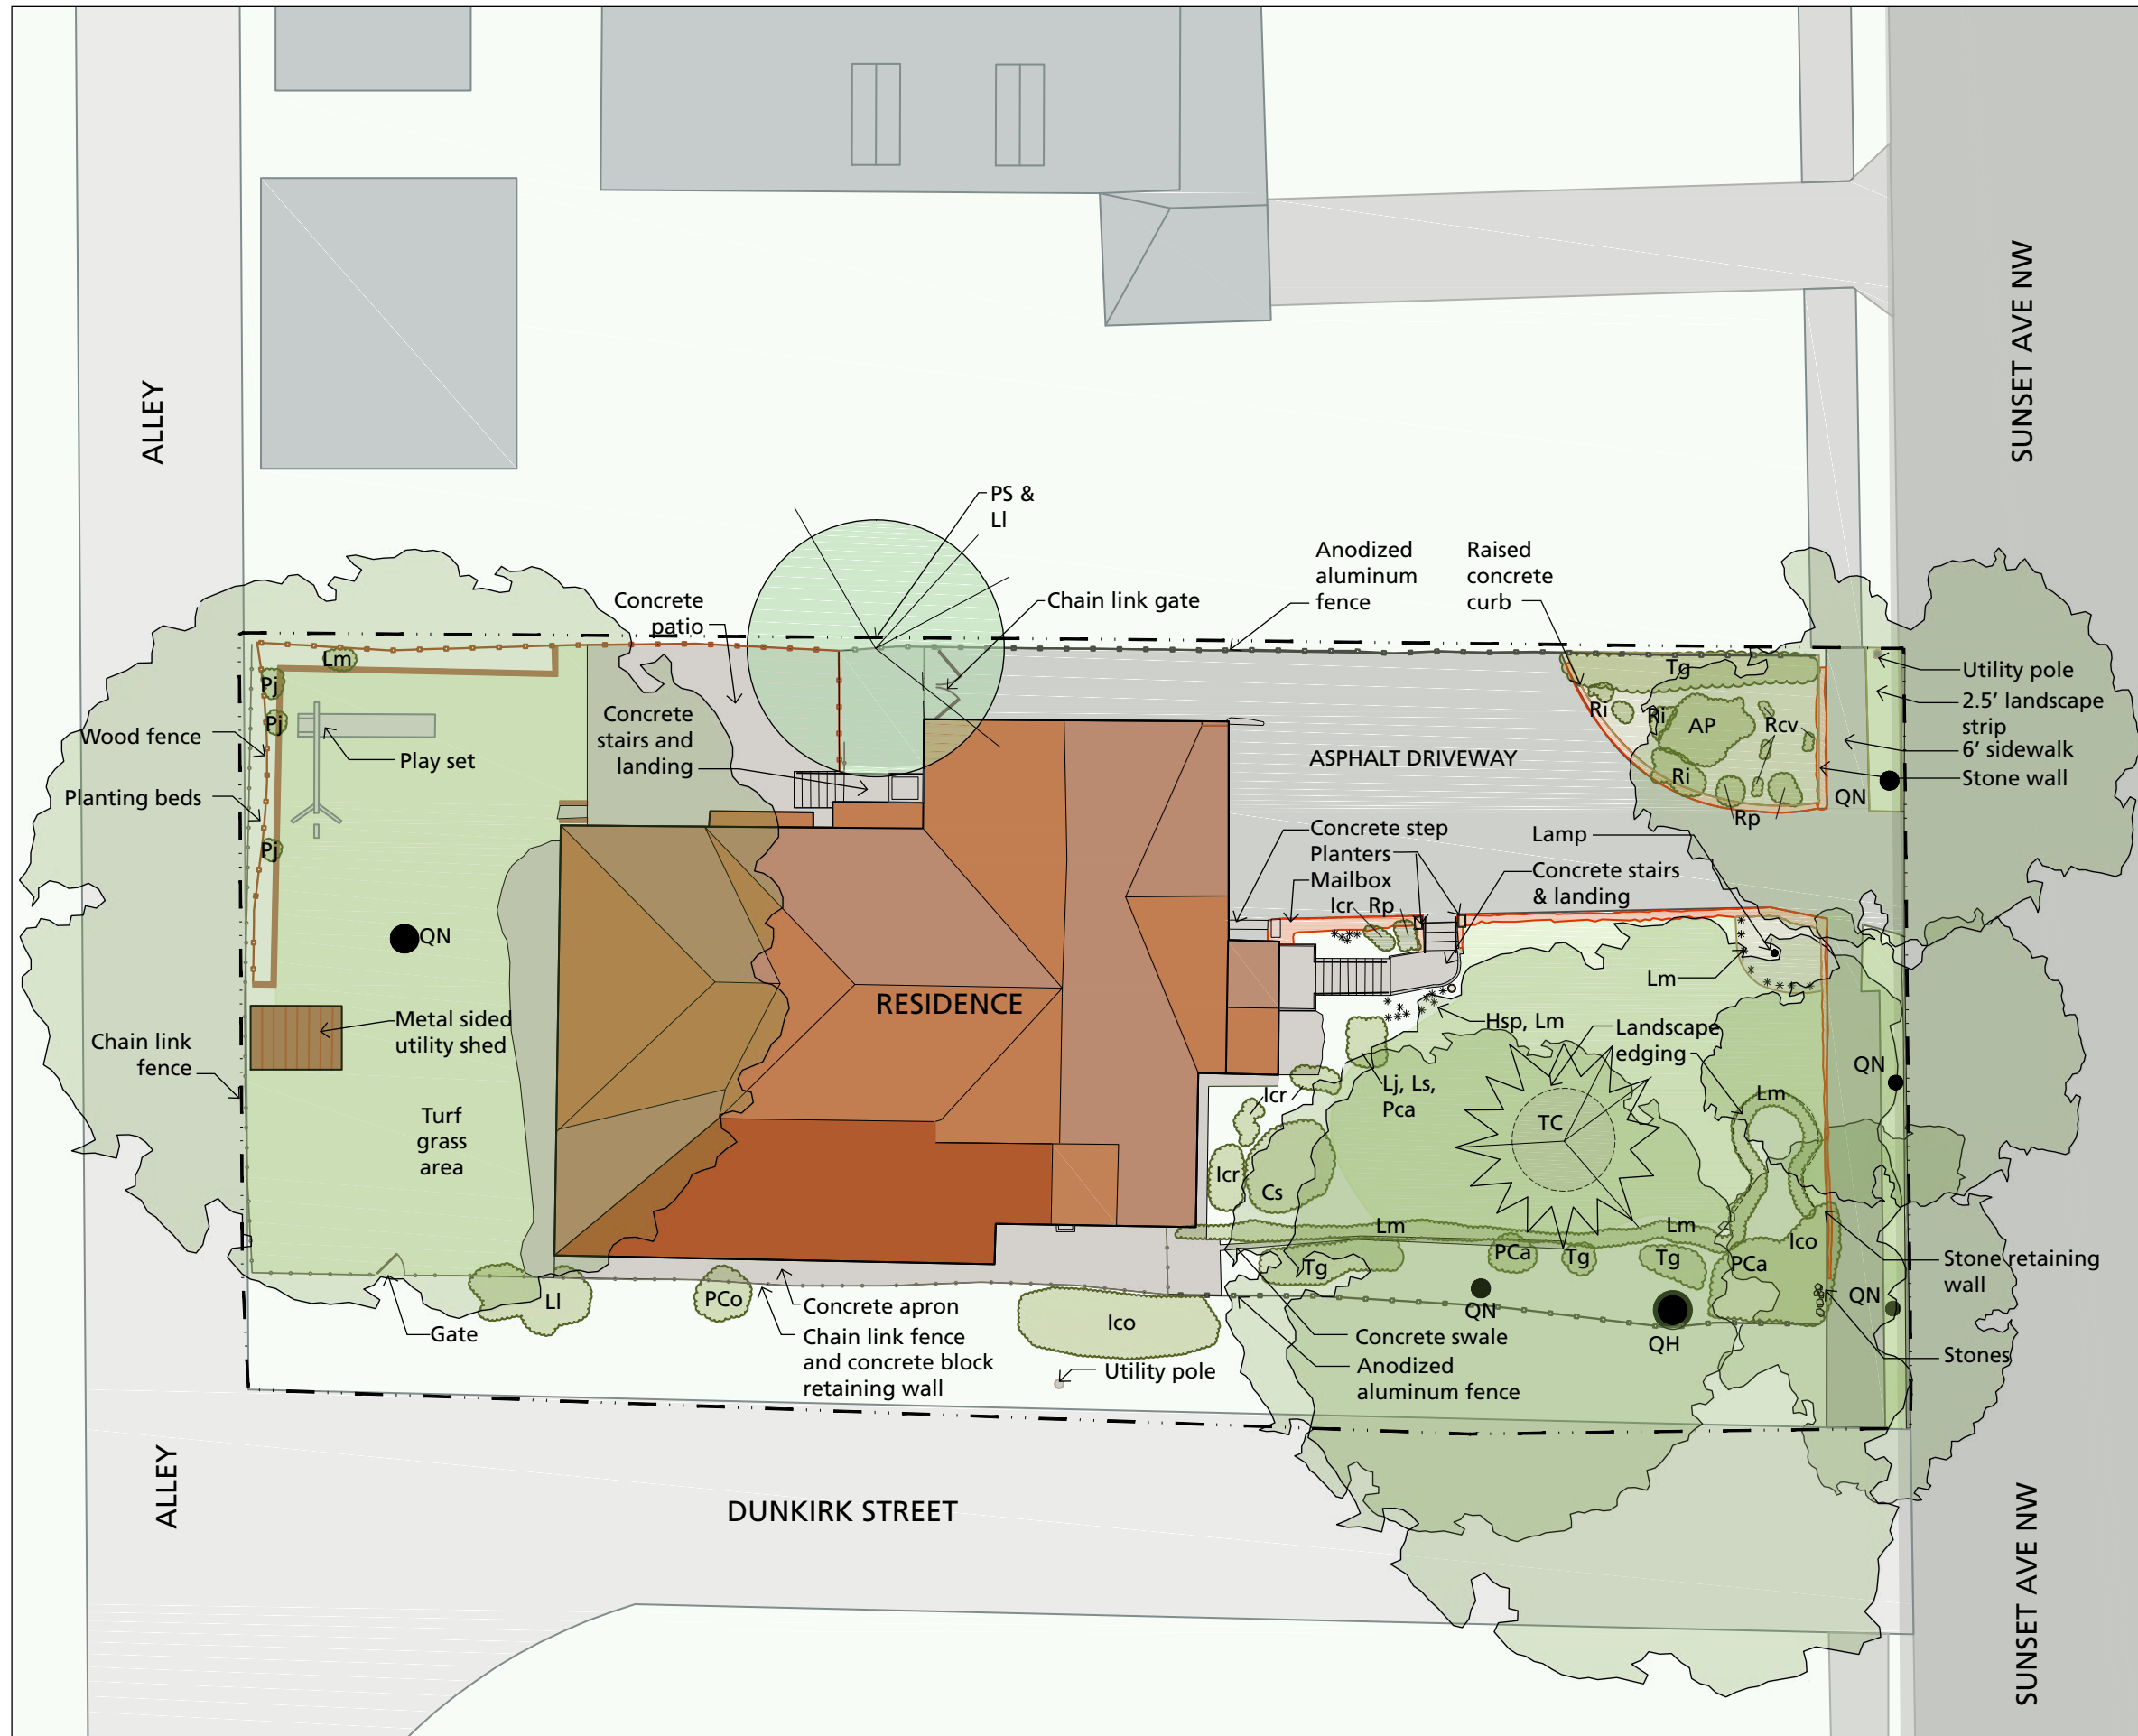 ALLEY
SUNSET AVE NW
PS &
Ll
Anodized
aluminum
fence
Raised
concrete
curb
Chain link gate
Concrete
patio
Lm
Pj
Pj
Pj
Wood fence
Planting beds
Play set
Concrete
stairs and
landing
Tg
Ri
Ri
Ri
AP
Rcv
Rp
Utility pole
2.5’ landscape
strip
6’ sidewalk
Stone wall
QN
ASPHALT DRIVEWAY
Lamp
Concrete step
Planters
Mailbox
Icr
Rp
Concrete stairs
& landing
QN
RESIDENCE
Lm
Hsp, Lm
Landscape
edging
Metal sided
utility shed
Chain link
fence
Turf
grass
area
Lj, Ls,
Pca
Icr
TC
Lm
QN
Icr
Cs
Lm
Lm
Tg
PCa
Tg
Tg
PCa
Ico
Stone retaining
wall
Ll
PCo
Ico
Concrete apron
Gate
Chain link fence
and concrete block
retaining wall
Utility pole
QN
QH
QN
Concrete swale
Anodized
aluminum fence
Stones
ALLEY
DUNKIRK STREET
SUNSET AVE NW